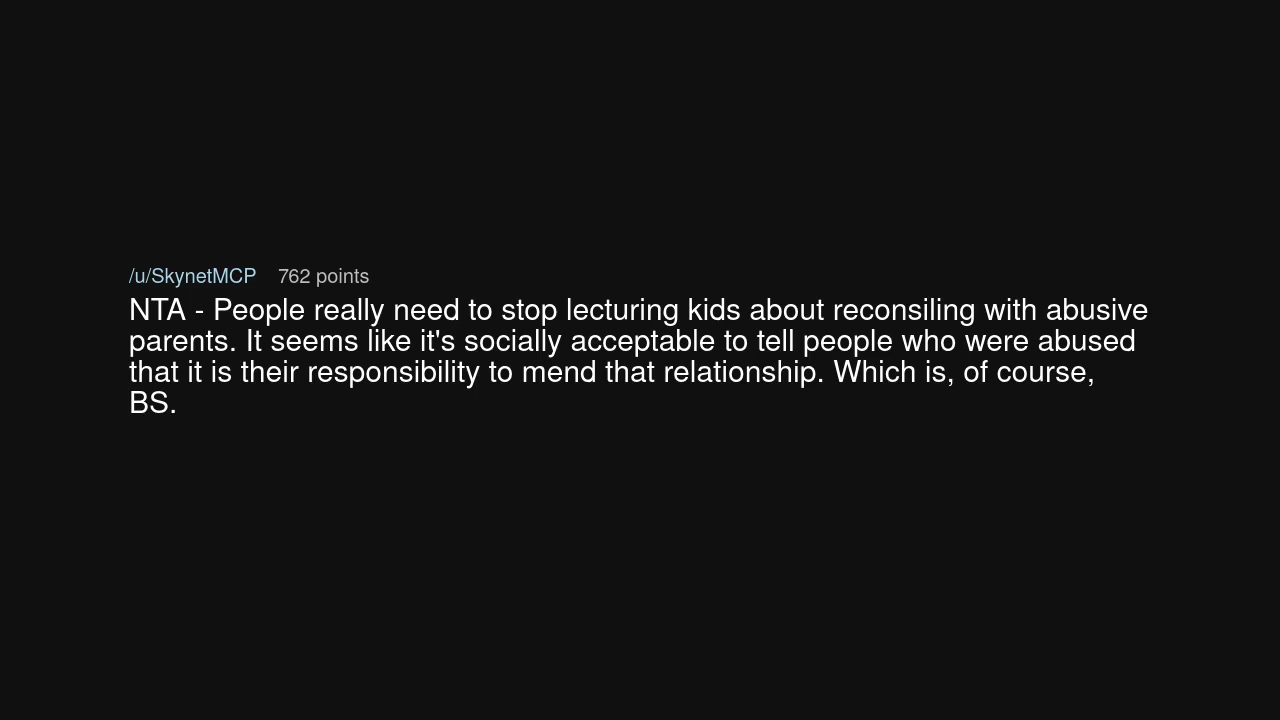 /u/SkynetMCP 762 points
NTA - People really need to stop lecturing kids about reconsiling with abusive
parents. It seems like it's socially acceptable to tell people who were abused
that it is their responsibility to mend that relationship. Which is, of course,
BS.